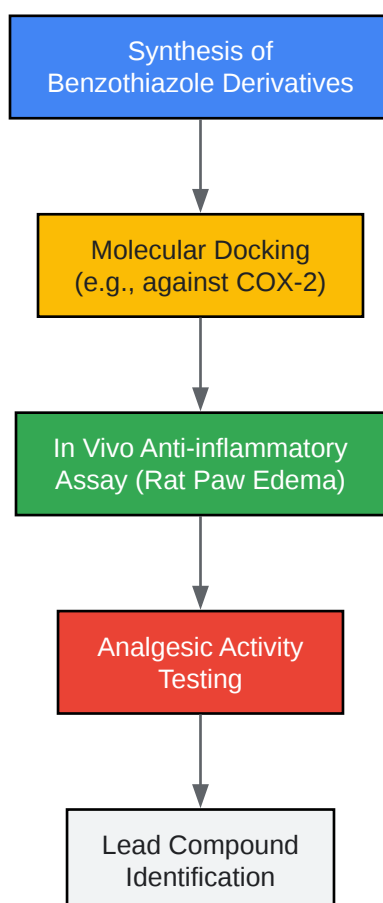 Synthesis of
Benzothiazole Derivatives
Molecular Docking
(e.g., against COX-2)
In Vivo Anti-inflammatory
Assay (Rat Paw Edema)
Analgesic Activity
Testing
Lead Compound
Identification